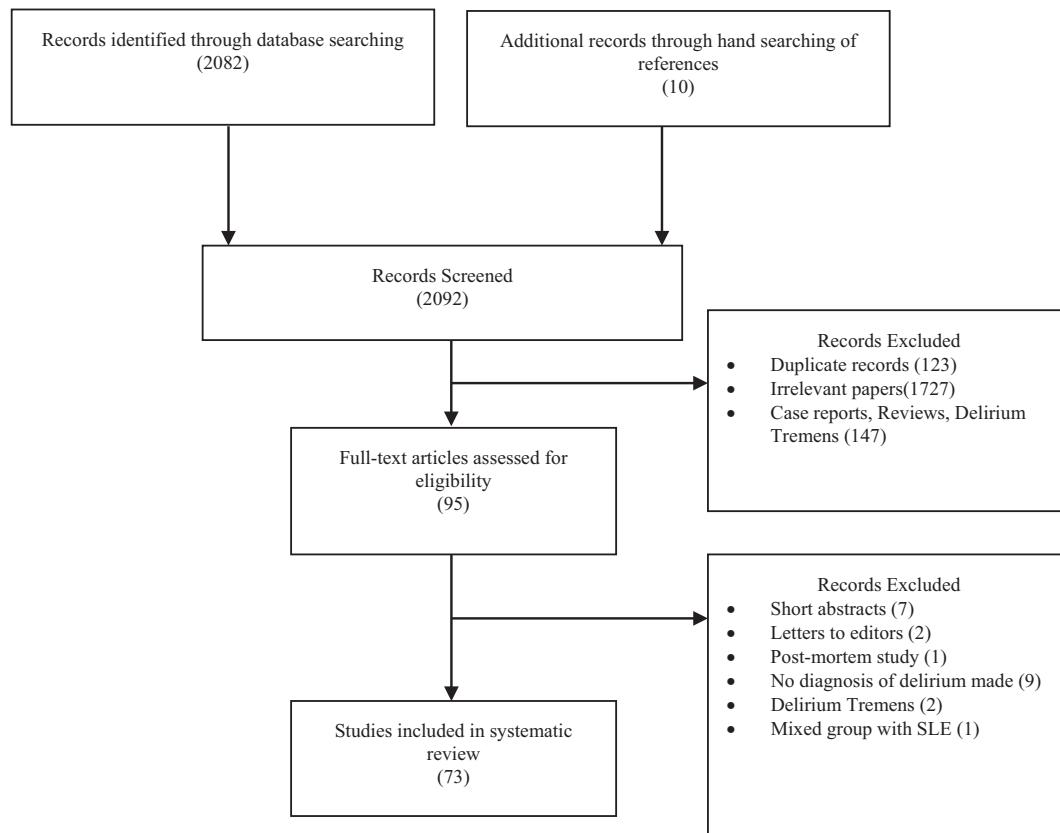 Records identified through database searching
(2082)
Additional records through hand searching of
references
(10)
Records Screened
(2092)
Records Excluded
• Duplicate records (123)
• Irrelevant papers(1727)
• Case reports, Reviews, Delirium
Tremens (147)
Full-text articles assessed for
eligibility
(95)
Records Excluded
• Short abstracts (7)
• Letters to editors (2)
• Post-mortem study (1)
• No diagnosis of delirium made (9)
• Delirium Tremens (2)
• Mixed group with SLE (1)
Studies included in systematic
review
(73)